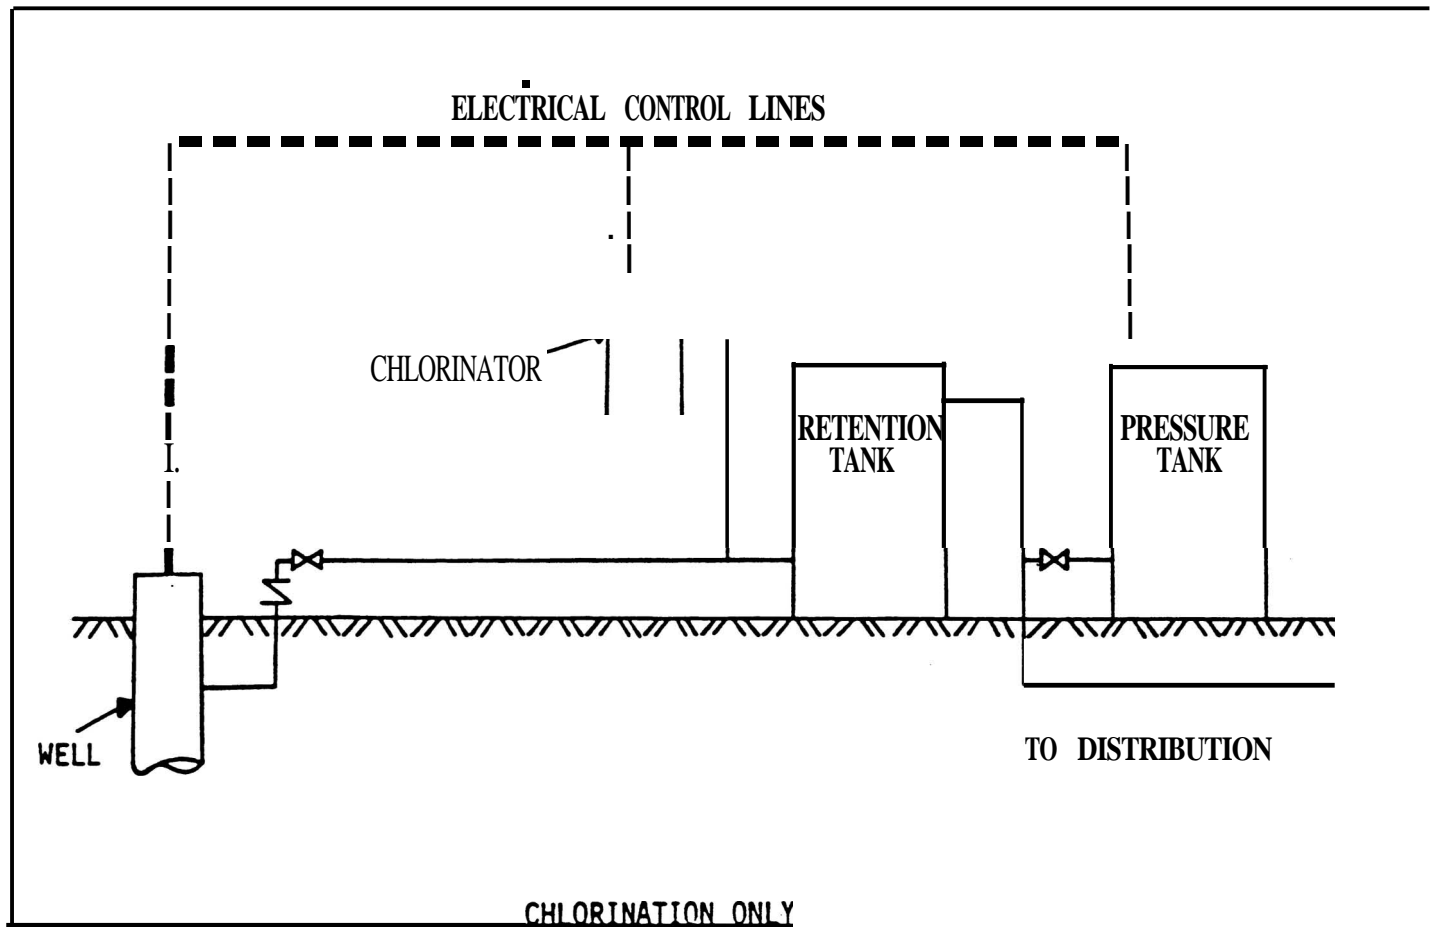 ELECTRICAL CONTROL LINES
CHLORINATOR
RETENTION
TANK
PRESSURE
TANK
I.
WELL
TO DISTRIBUTION
CHLORINATION ONLY